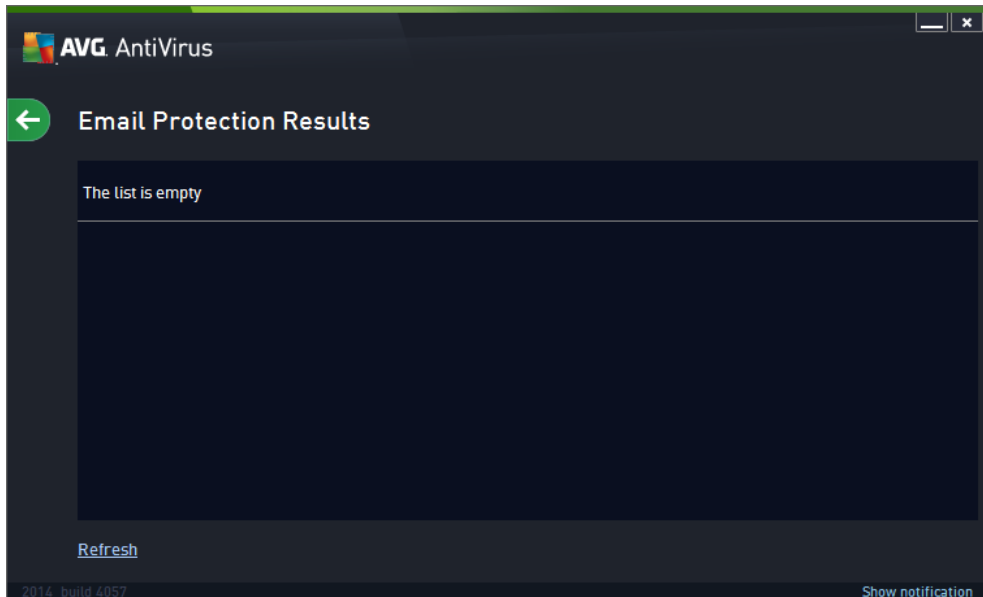 AVG. AntiVirus
Email Protection Results
The list is empty
Refresh
2014 build 4057
Show notification